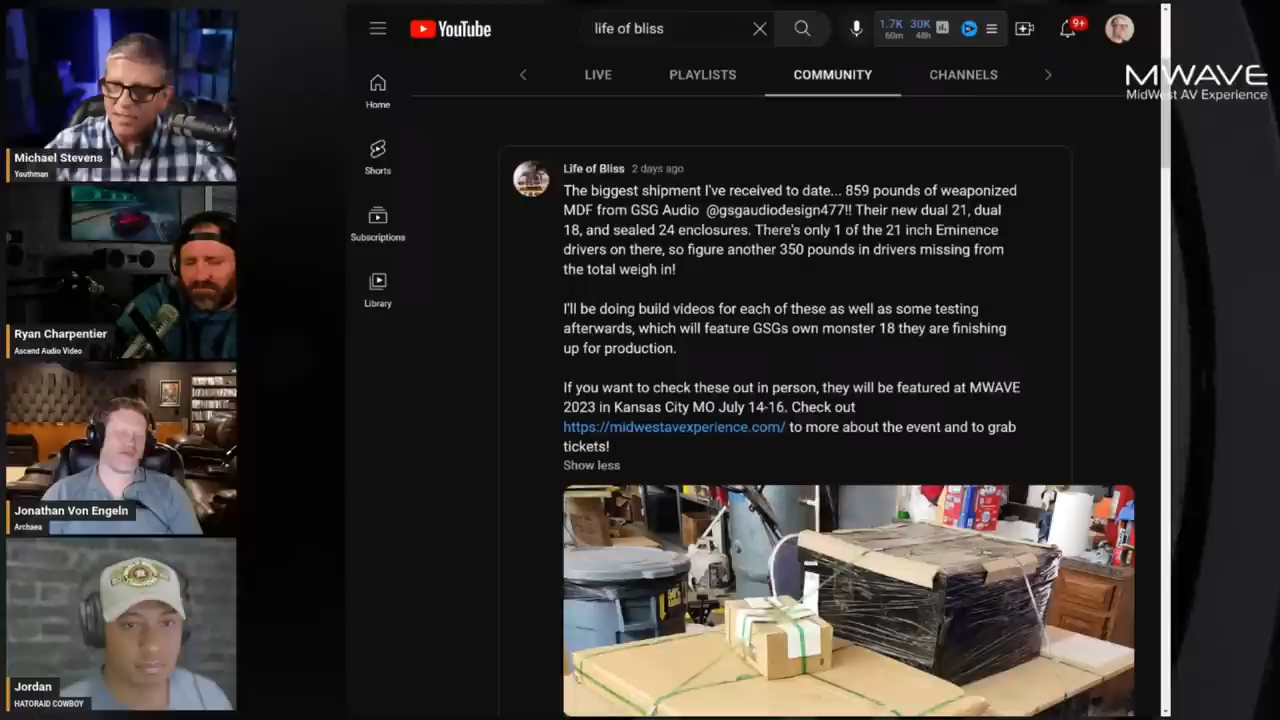 YouTube
life of bliss
1.7K 30K
60m 48h
9+
LIVE PLAYLISTS COMMUNITY CHANNELS
MWAVE
MidWest AV Experience
Home
Shorts
Subscriptions
Library
Life of Bliss 2 days ago
The biggest shipment I've received to date... 859 pounds of weaponized
MDF from GSG Audio @gsgaudiodesign477!! Their new dual 21, dual
18, and sealed 24 enclosures. There's only 1 of the 21 inch Eminence
drivers on there, so figure another 350 pounds in drivers missing from
the total weigh in!
I'll be doing build videos for each of these as well as some testing
afterwards, which will feature GSGs own monster 18 they are finishing
up for production.
If you want to check these out in person, they will be featured at MWAVE
2023 in Kansas City MO July 14-16. Check out
https://midwestavexperience.com/ to more about the event and to grab
tickets!
Show less
Michael Stevens
Youthman
Ryan Charpentier
Ascend Audio Video
Jonathan Von Engeln
Archaea
Jordan
HATORAID COWBOY